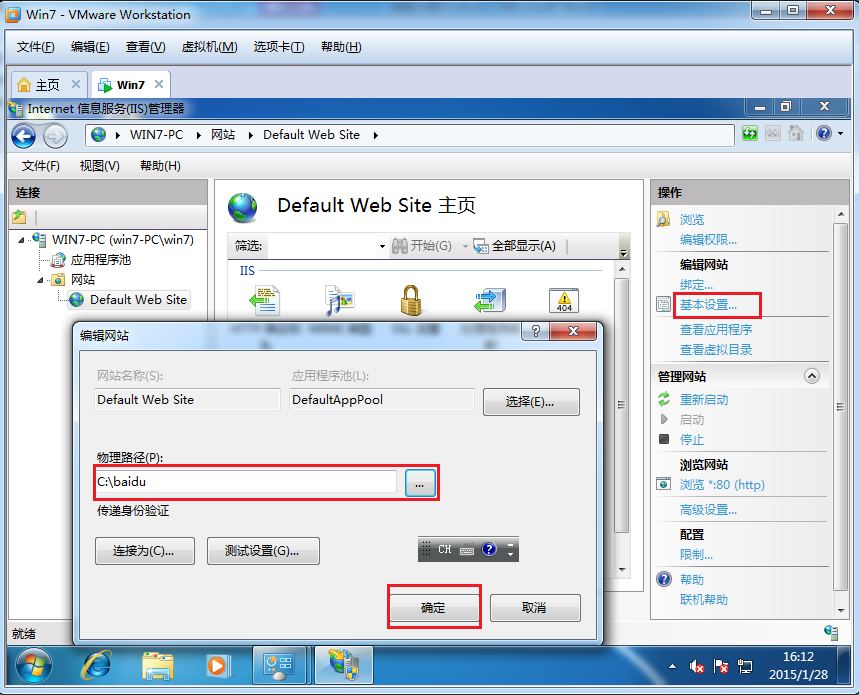 Win7 - VMware Workstation
文件(F) 编辑(E) 查看(V) 虚拟机(M) 选项卡(T) 帮助(H)
主页 Win7
Internet 信息服务(IIS)管理器
WIN7-PC 网站 Default Web Site
文件(F) 视图(V) 帮助(H)
连接
WIN7-PC (win7-PC\win7)
应用程序池
网站
Default Web Site
Default Web Site 主页
筛选: 开始(G) 全部显示(A)
IIS
404
操作
浏览
编辑权限...
编辑网站
绑定...
基本设置...
查看应用程序
查看虚拟目录
管理网站
重新启动
启动
停止
浏览网站
浏览 *:80 (http)
高级设置...
配置
限制...
帮助
联机帮助
编辑网站
网站名称(S): 应用程序池(L):
Default Web Site DefaultAppPool 选择(E)...
物理路径(P):
C:\baidu ...
传递身份验证
连接为(C)... 测试设置(G)...
CH
确定 取消
就绪
16:12
2015/1/28